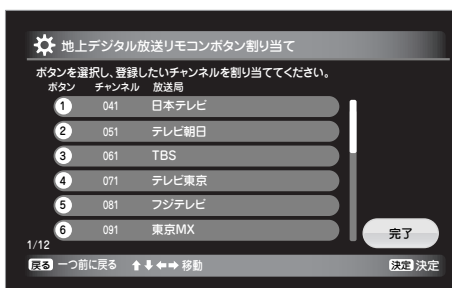 地上デジタル放送リモコンボタン割り当て
ボタンを選択し、登録したいチャンネルを割り当ててください。
ボタン チャンネル 放送局
1 041 日本テレビ
2 051 テレビ朝日
3 061 TBS
4 071 テレビ東京
5 081 フジテレビ
6 091 東京MX
完了
1/12
戻る 一つ前に戻る ↑↓←→ 移動 決定 決定